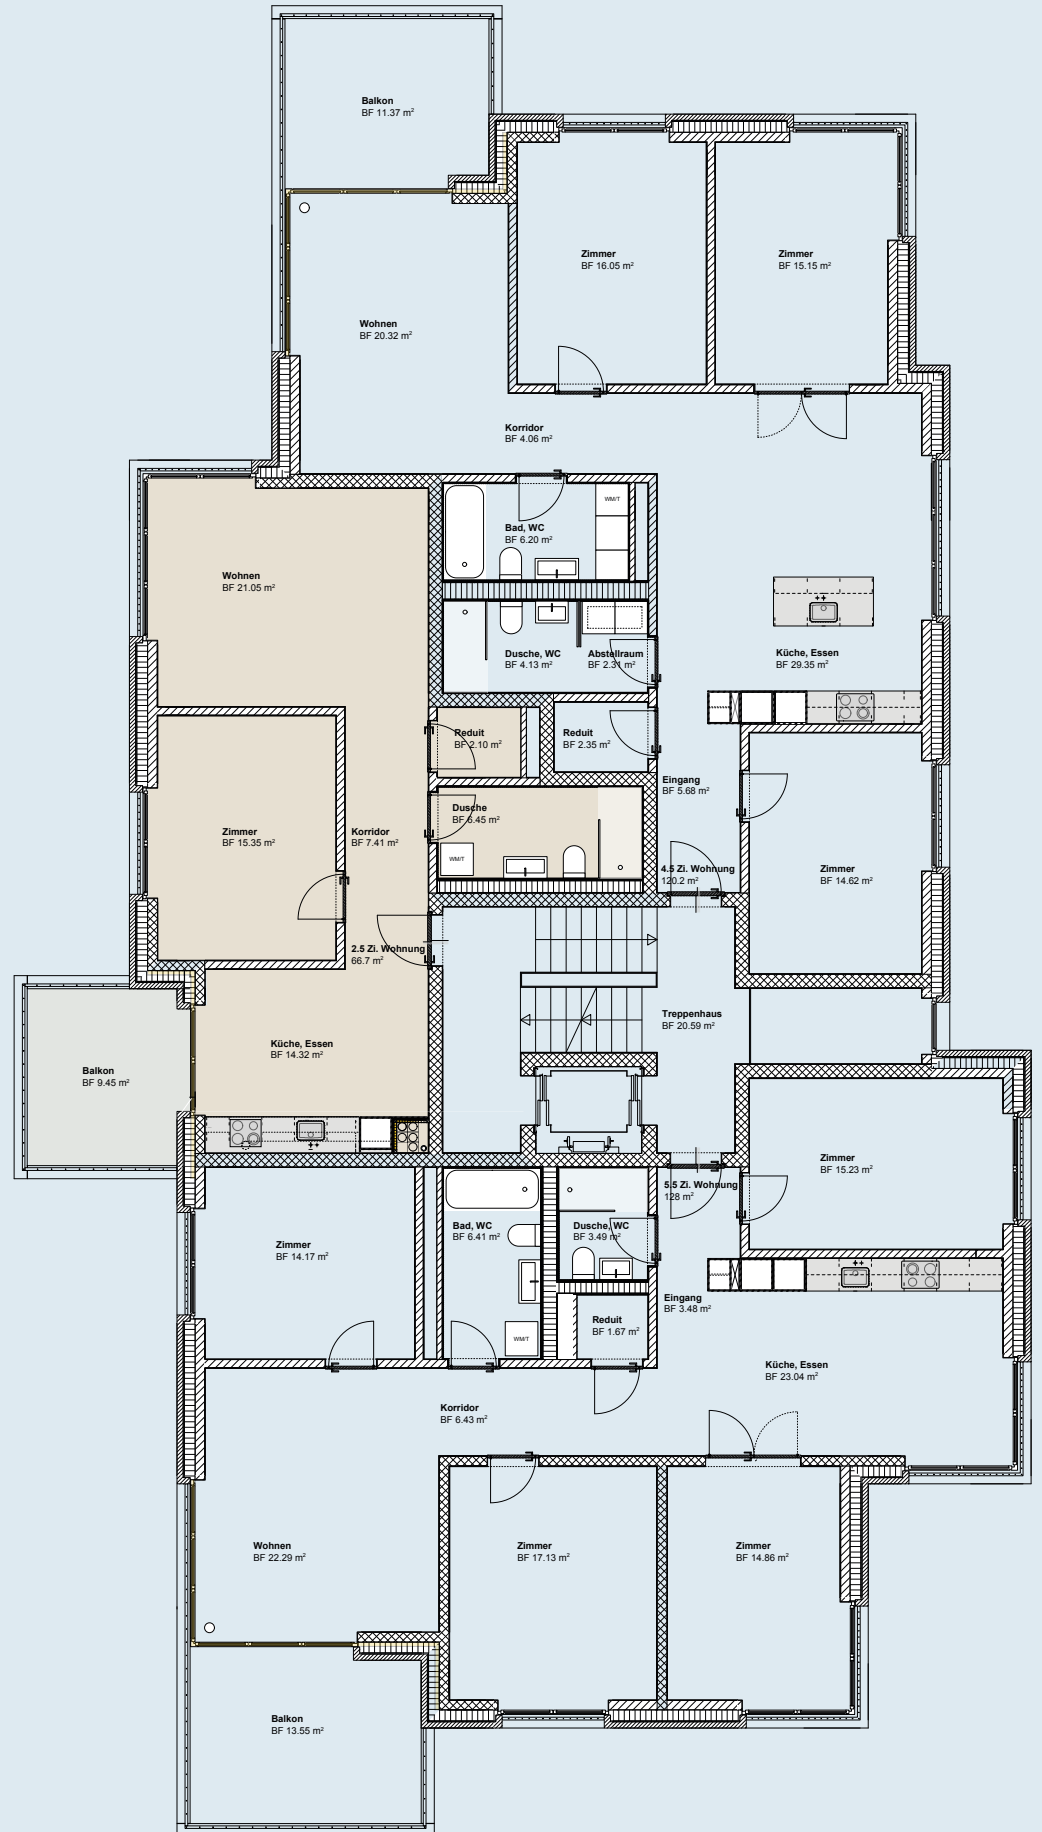 Balkon
BF 11.37 m²
Zimmer
BF 16.05 m²
Zimmer
BF 15.15 m²
Wohnen
BF 20.32 m²
Korridor
BF 4.06 m²
WM/T
Bad, WC
BF 6.20 m²
Wohnen
BF 21.05 m²
Dusche, WC
BF 4.13 m²
Abstellraum
BF 2.31 m²
Küche, Essen
BF 29.35 m²
Reduit
BF 2.10 m²
Reduit
BF 2.35 m²
Eingang
BF 5.68 m²
Zimmer
BF 15.35 m²
Korridor
BF 7.41 m²
Dusche
BF 6.45 m²
WM/T
4.5 Zi. Wohnung
120.2 m²
Zimmer
BF 14.62 m²
2.5 Zi. Wohnung
66.7 m²
Treppenhaus
BF 20.59 m²
Küche, Essen
BF 14.32 m²
Balkon
BF 9.45 m²
Zimmer
BF 15.23 m²
5.5 Zi. Wohnung
128 m²
Zimmer
BF 14.17 m²
Bad, WC
BF 6.41 m²
Dusche, WC
BF 3.49 m²
Eingang
BF 3.48 m²
Reduit
BF 1.67 m²
WM/T
Küche, Essen
BF 23.04 m²
Korridor
BF 6.43 m²
Wohnen
BF 22.29 m²
Zimmer
BF 17.13 m²
Zimmer
BF 14.86 m²
Balkon
BF 13.55 m²